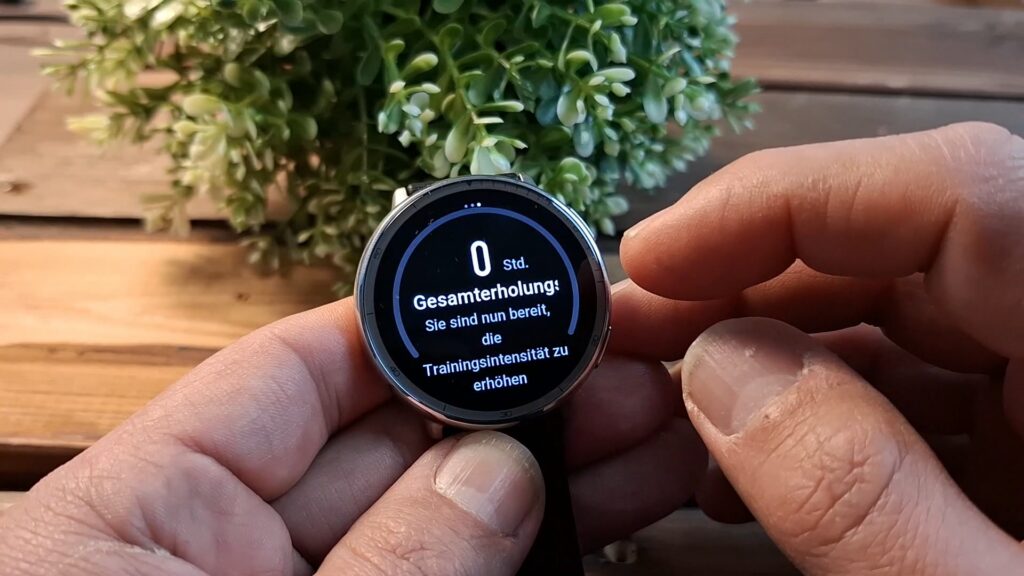 0 Std.
Gesamterholungs
Sie sind nun bereit,
die
Trainingsintensität zu
erhöhen